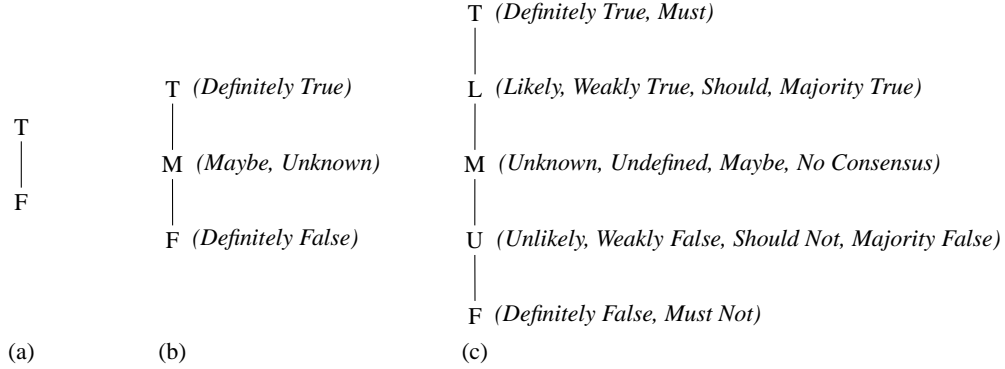 T (Definitely True, Must)
T (Definitely True) L (Likely, Weakly True, Should, Majority True)
T
M (Maybe, Unknown) M (Unknown, Undefined, Maybe, No Consensus)
F
F (Definitely False) U (Unlikely, Weakly False, Should Not, Majority False)
F (Definitely False, Must Not)
(a) (b) (c)